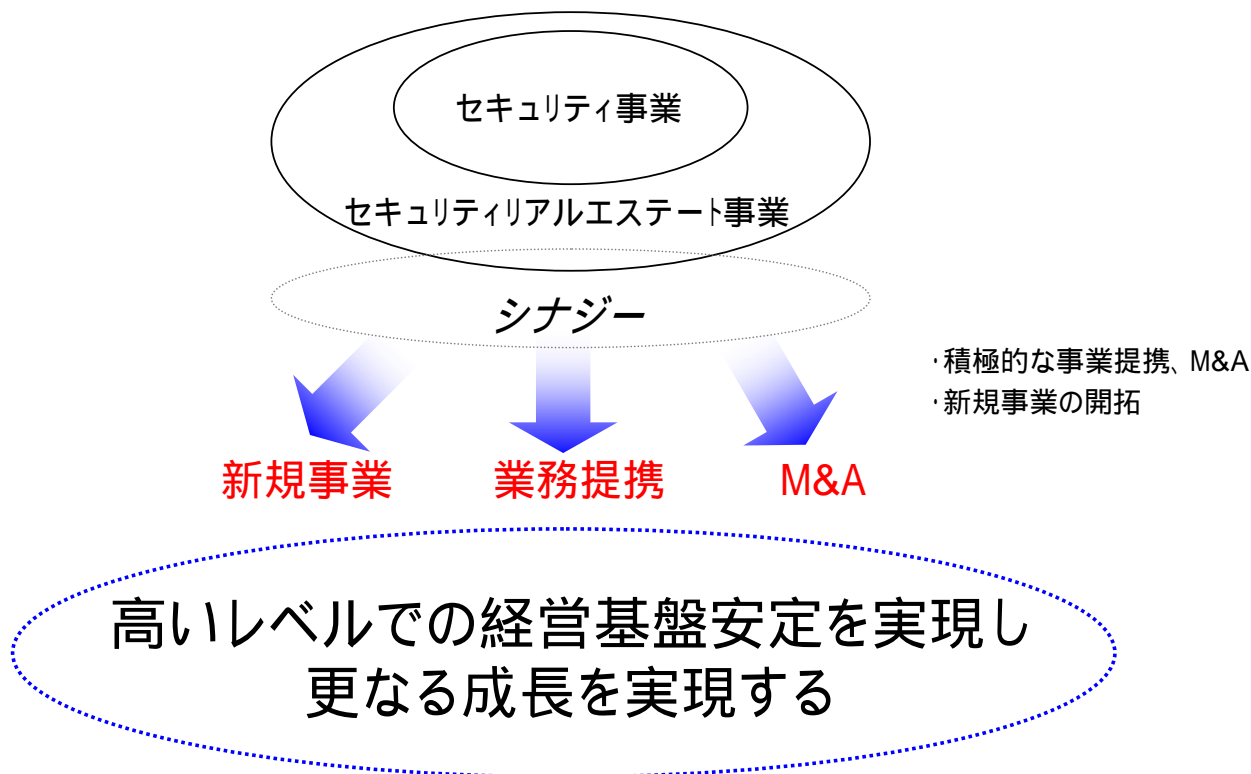 セキュリティ事業
セキュリティリアルエステート事業
シナジー
・積極的な事業提携、M&A
・新規事業の開拓
新規事業
業務提携
M&A
高いレベルでの経営基盤安定を実現し
更なる成長を実現する